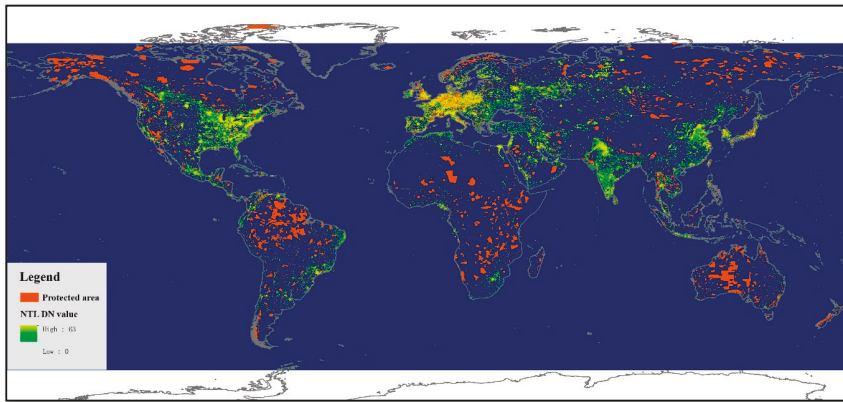 Legend
Protected area
NTL DN value
High : 63
Low : 0